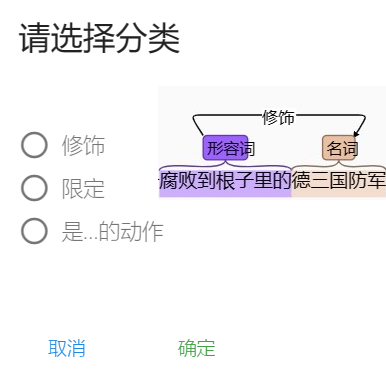 请选择分类
修饰
形容词 名词
腐败到根子里的德三国防军
修饰
限定
是...的动作
取消 确定